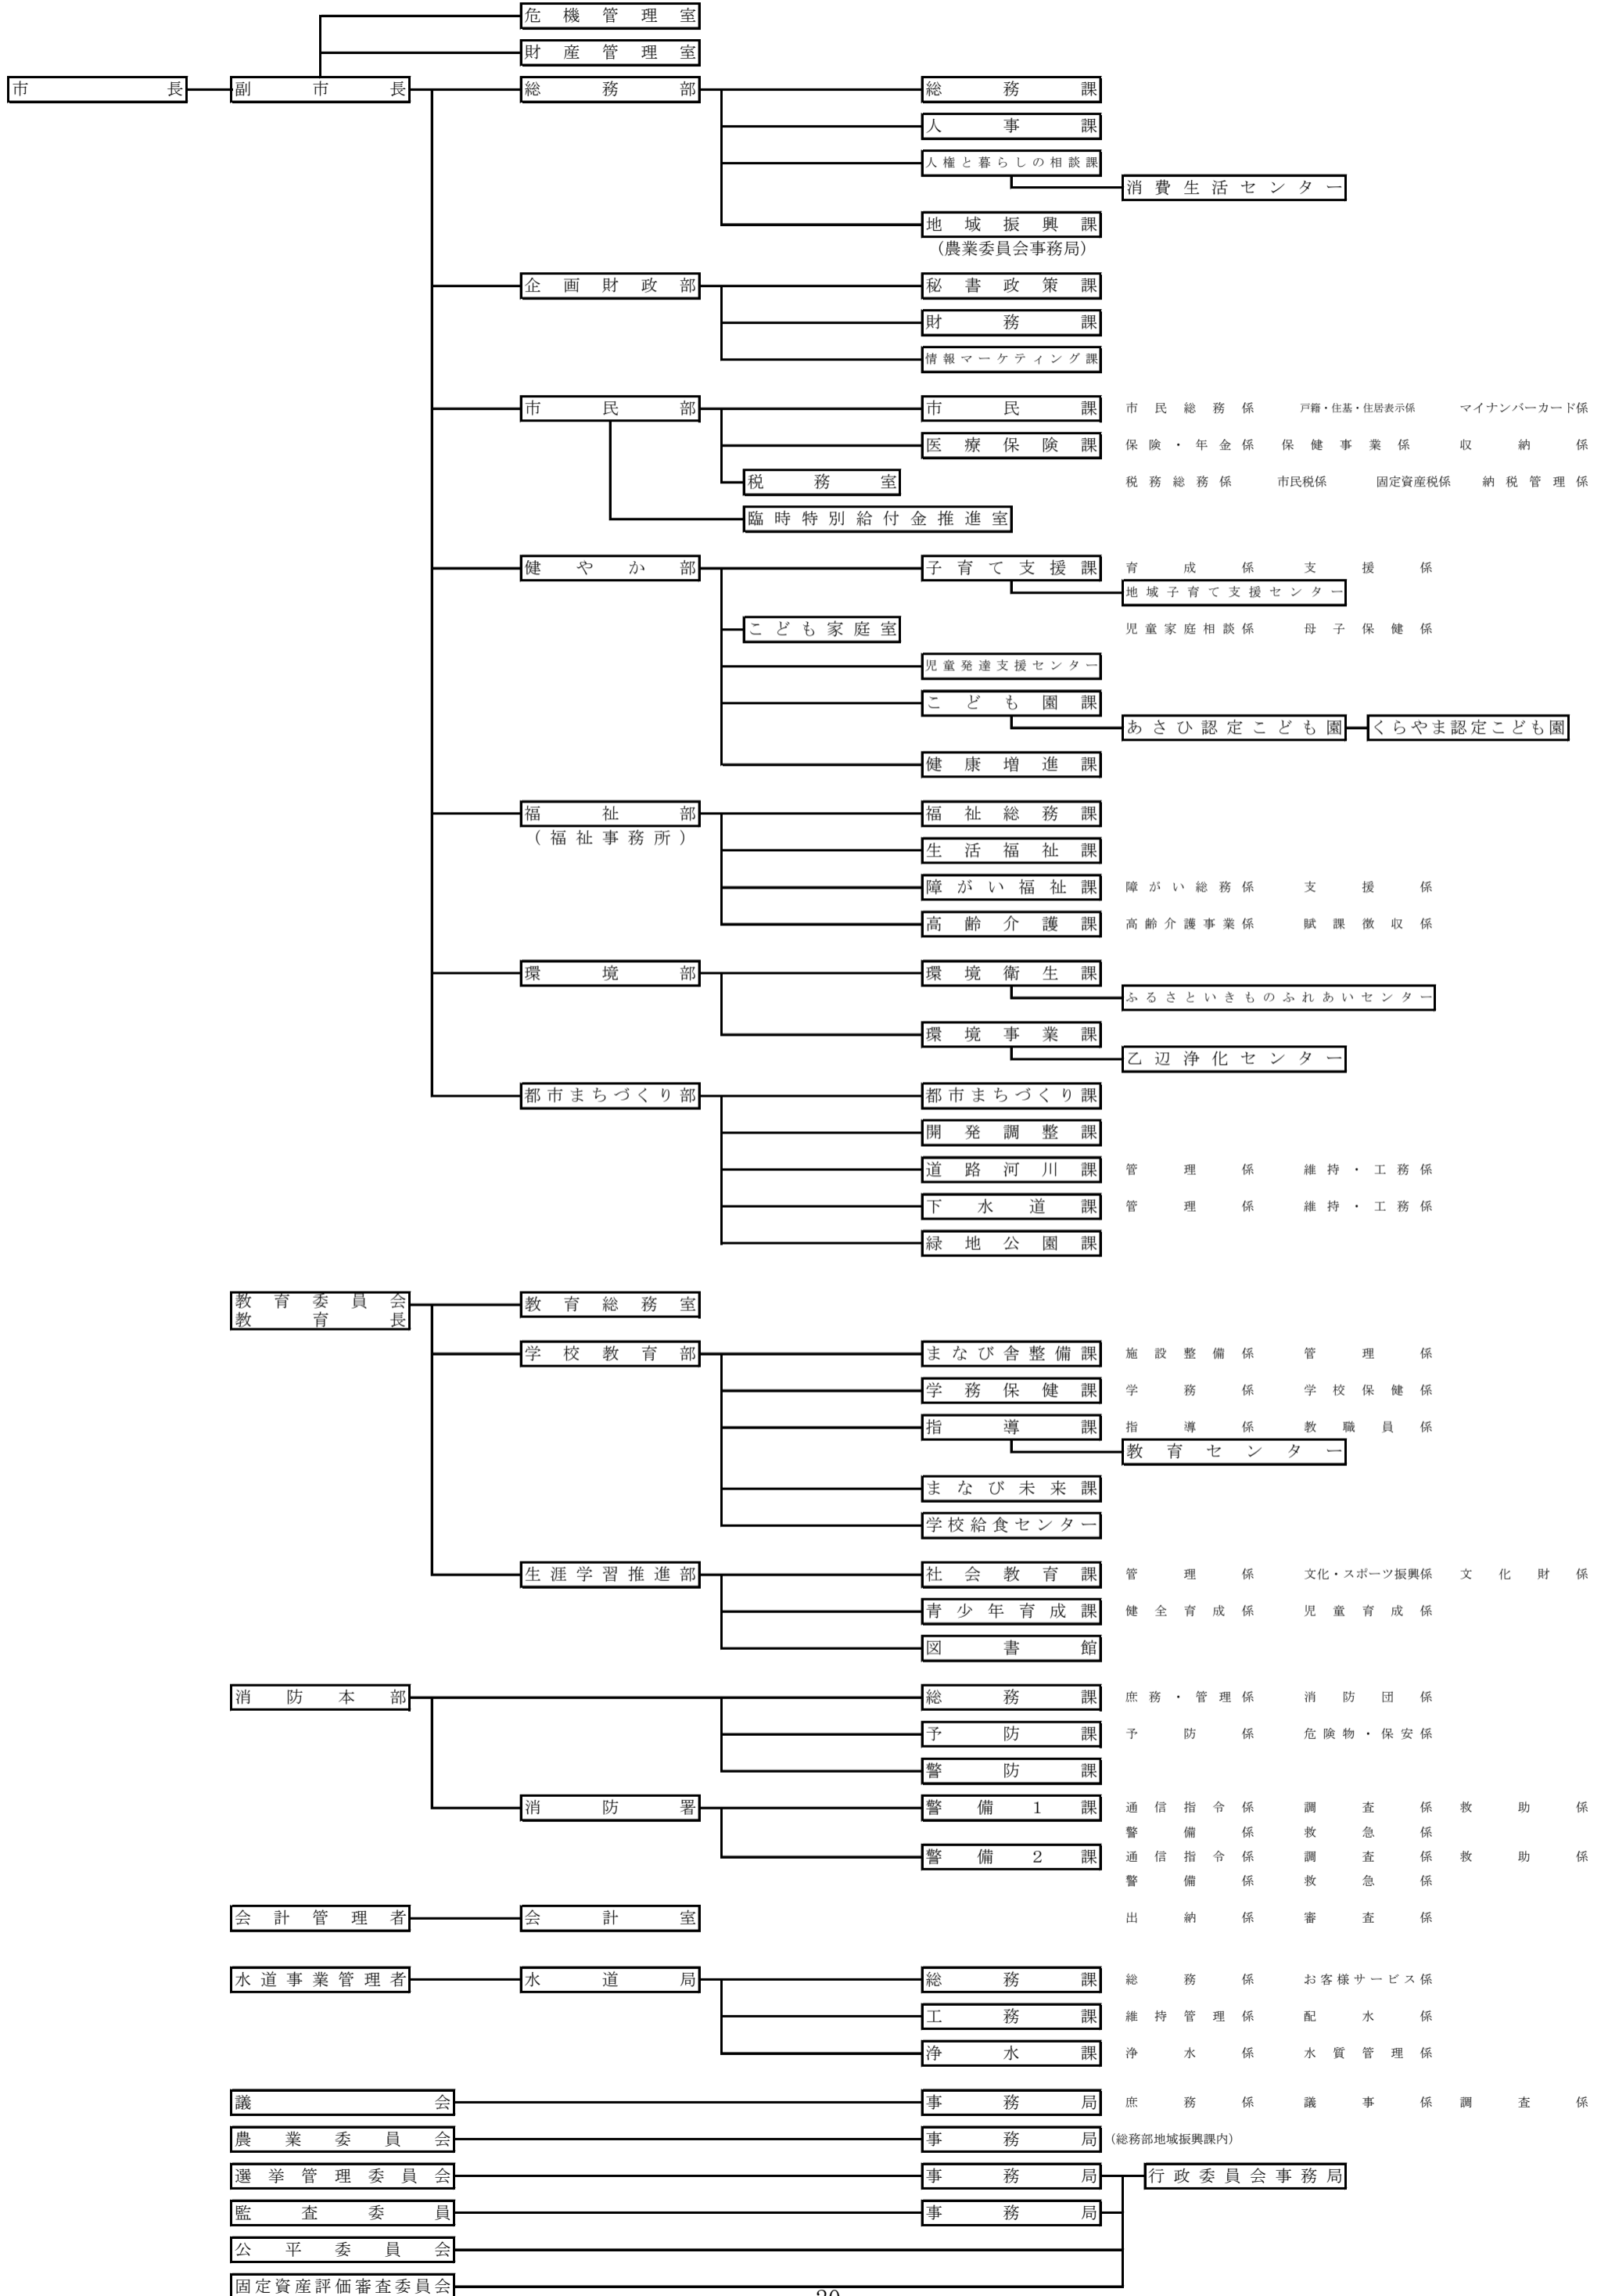 危機管理室
財産管理室
市長 副市長 総務部 総務課
人事課
人権と暮らしの相談課
消費生活センター
地域振興課
（農業委員会事務局）
企画財政部 秘書政策課
財務課
情報マーケティング課
市民部 市民課 市民総務係 戸籍・住基・住居表示係 マイナンバーカード係
医療保険課 保険・年金係 保健事業係 収納係
税務室 税務総務係 市民税係 固定資産税係 納税管理係
臨時特別給付金推進室
健やか部 子育て支援課 育成係 支援係
地域子育て支援センター
こども家庭室 児童家庭相談係 母子保健係
児童発達支援センター
こども園課
あさひ認定こども園 くらやま認定こども園
健康増進課
福祉部 福祉総務課
（福祉事務所）
生活福祉課
障がい福祉課 障がい総務係 支援係
高齢介護課 高齢介護事業係 賦課徴収係
環境部 環境衛生課
ふるさといきものふれあいセンター
環境事業課
乙辺浄化センター
都市まちづくり部 都市まちづくり課
開発調整課
道路河川課 管理係 維持・工務係
下水道課 管理係 維持・工務係
緑地公園課
教育委員会
教育長 教育総務室
学校教育部 まなび舎整備課 施設整備係 管理係
学務保健課 学務係 学校保健係
指導課 指導係 教職員係
教育センター
まなび未来課
学校給食センター
生涯学習推進部 社会教育課 管理係 文化・スポーツ振興係 文化財係
青少年育成課 健全育成係 児童育成係
図書館
消防本部 総務課 庶務・管理係 消防団係
予防課 予防係 危険物・保安係
警防課
消防署 警備1課 通信指令係 調査係 救助係
警備係 救急係
警備2課 通信指令係 調査係 救助係
警備係 救急係
会計管理者 会計室 出納係 審査係
水道事業管理者 水道局 総務課 総務係 お客様サービス係
工務課 維持管理係 配水係
浄水課 浄水係 水質管理係
議会 事務局 庶務係 議事係 調査係
農業委員会 事務局 （総務部地域振興課内）
選挙管理委員会 事務局 行政委員会事務局
監査委員 事務局
公平委員会
固定資産評価審査委員会